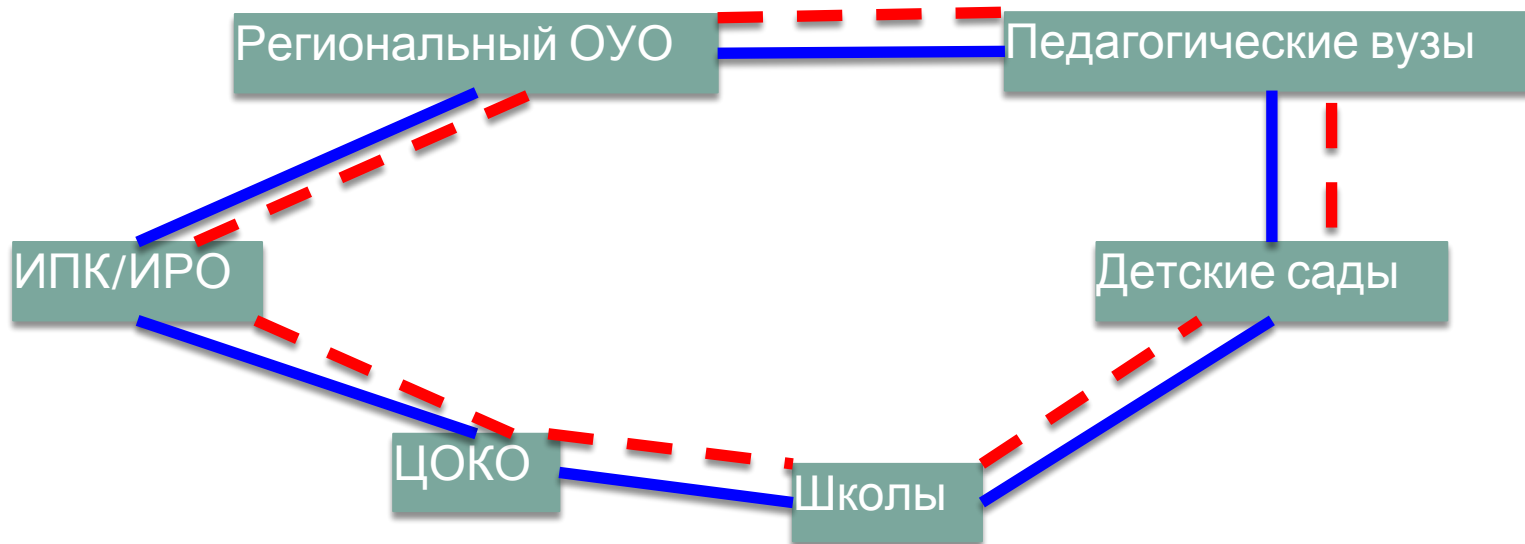 Региональный ОУО
Педагогические вузы
ИПК/ИРО
Детские сады
ЦОКО
Школы